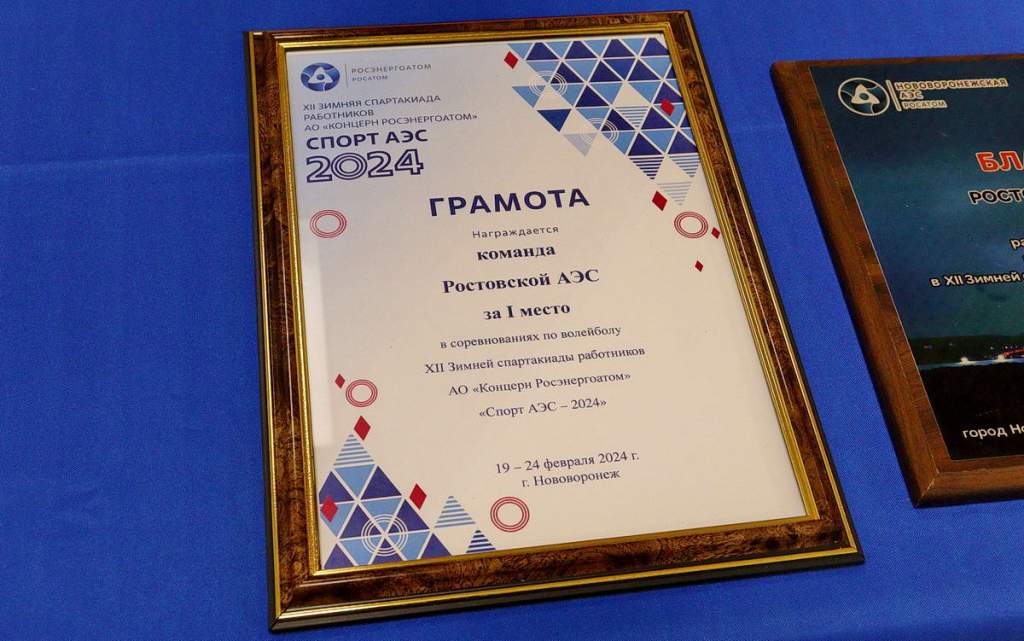 РОСЭНЕРГОАТОМ
РОСАТОМ
XII ЗИМНЯЯ СПАРТАКИАДА
РАБОТНИКОВ
АО «КОНЦЕРН РОСЭНЕРГОАТОМ»
СПОРТ АЭС
2024
ГРАМОТА
Награждается
команда
Ростовской АЭС
за I место
в соревнованиях по волейболу
XII Зимней спартакиады работников
АО «Концерн Росэнергоатом»
«Спорт АЭС – 2024»
19 – 24 февраля 2024 г.
г. Нововоронеж
НОВОВОРОНЕЖСКАЯ
АЭС
РОСАТОМ
в XII Зимней
город